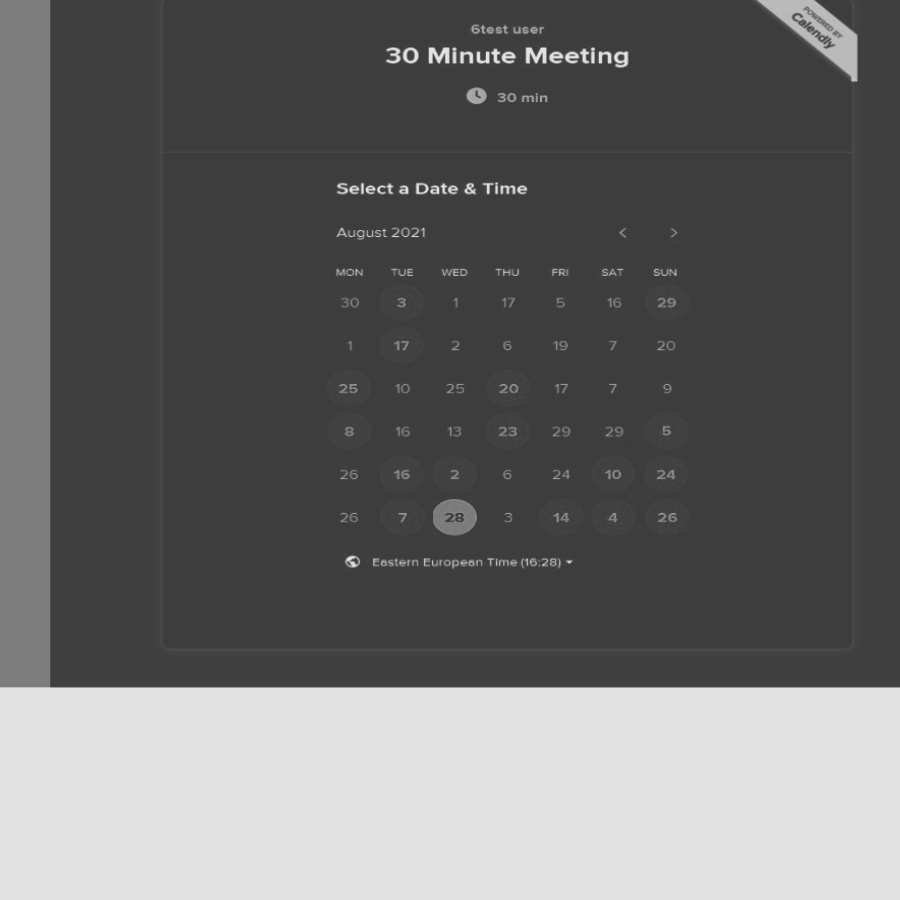 6test user
30 Minute Meeting
30 min
POWERED BY
Calendly
Select a Date & Time
August 2021
MON TUE WED THU FRI SAT SUN
30 3 1 17 5 16 29
1 17 2 6 19 7 20
25 10 25 20 17 7 9
8 16 13 23 29 29 5
26 16 2 6 24 10 24
26 7 28 3 14 4 26
Eastern European Time (16:28)